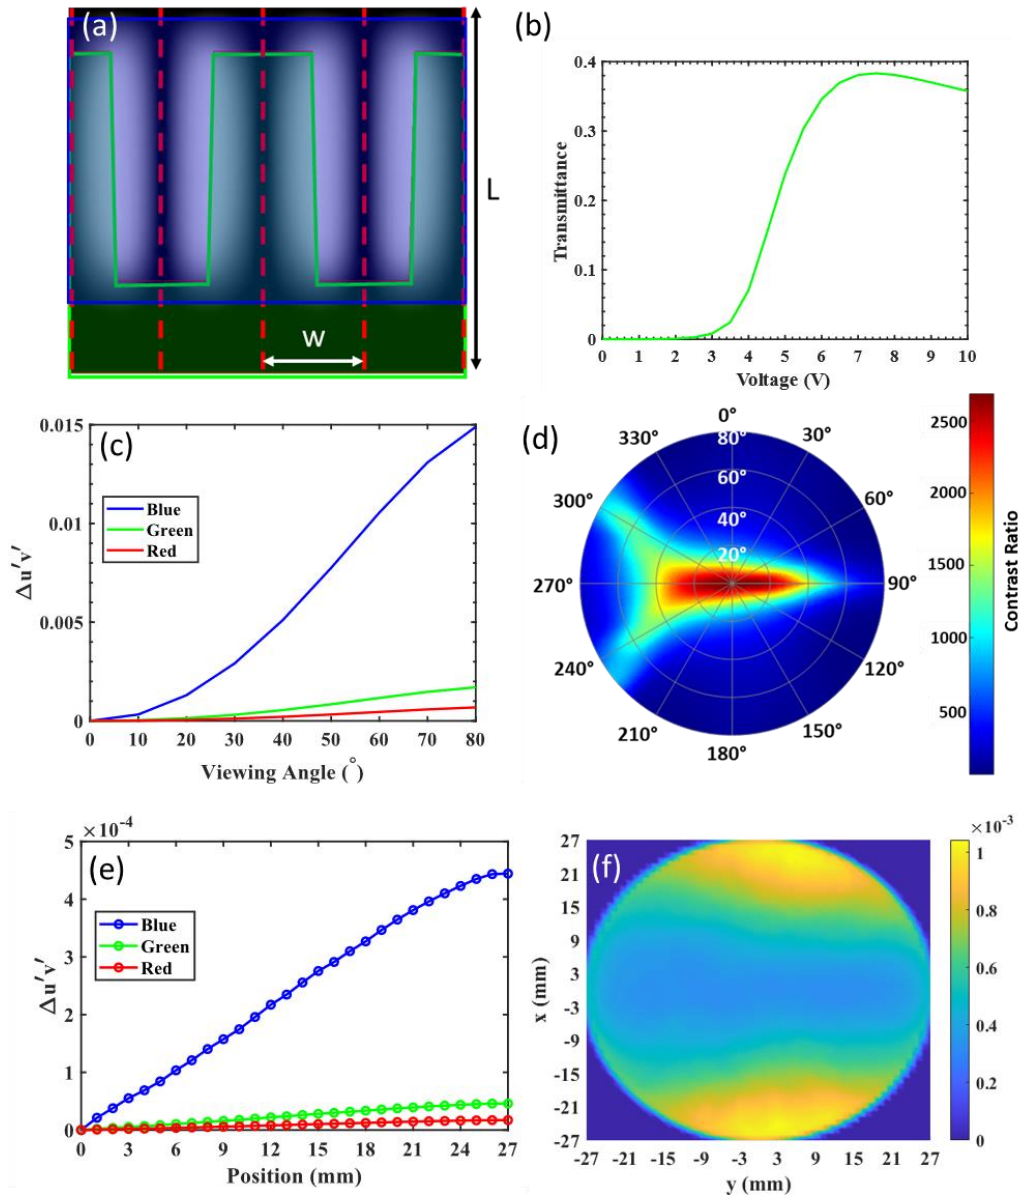 (a)
L
w
(b)
Transmittance
0.4
0.3
0.2
0.1
0
0 1 2 3 4 5 6 7 8 9 10
Voltage (V)
(c)
Δu'v'
0.015
0.01
0.005
0
Blue
Green
Red
0 10 20 30 40 50 60 70 80
Viewing Angle (°)
(d)
0°
30°
60°
90°
120°
150°
180°
210°
240°
270°
300°
330°
80°
60°
40°
20°
2500
2000
1500
1000
500
Contrast Ratio
(e)
×10-4
Δu'v'
5
4
3
2
1
0
Blue
Green
Red
0 3 6 9 12 15 18 21 24 27
Position (mm)
(f)
x (mm)
27
21
15
9
3
-3
-9
-15
-21
-27
-27 -21 -15 -9 -3 3 9 15 21 27
y (mm)
×10-3
1
0.8
0.6
0.4
0.2
0